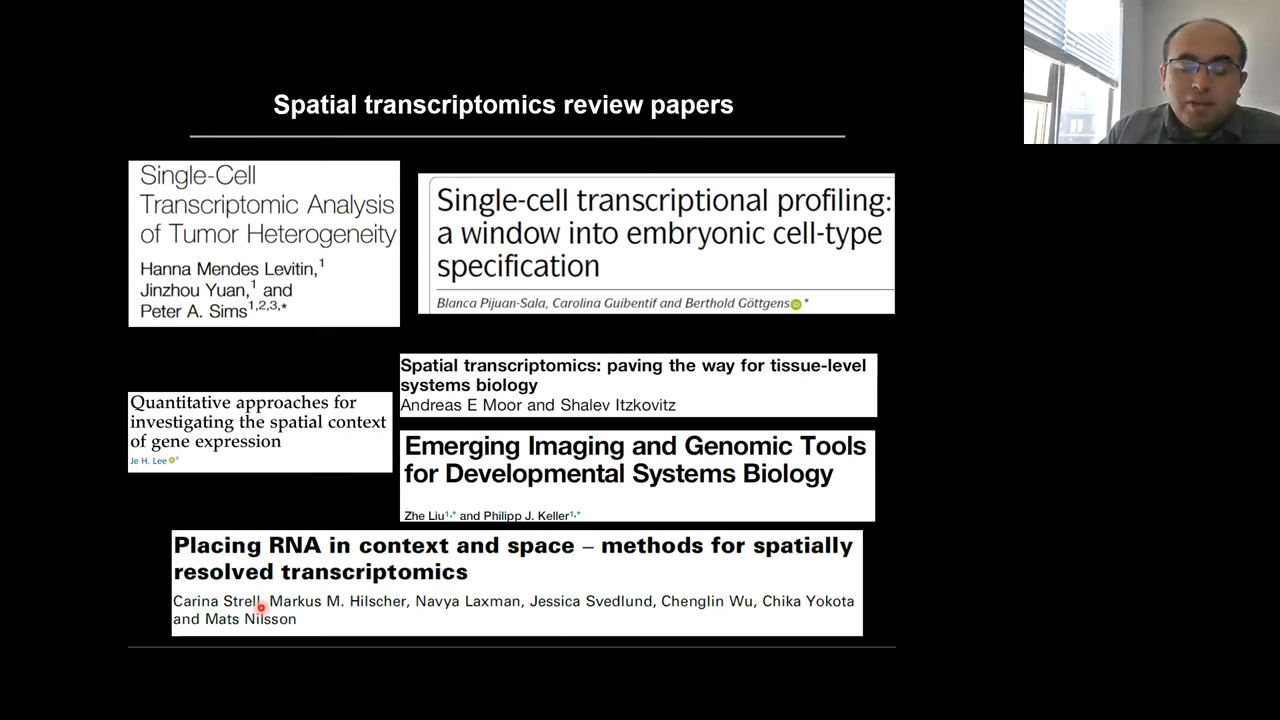 Spatial transcriptomics review papers
Single-Cell
Transcriptomic Analysis
of Tumor Heterogeneity
Hanna Mendes Levitin,1
Jinzhou Yuan,1 and
Peter A. Sims1,2,3,*
Single-cell transcriptional profiling:
a window into embryonic cell-type
specification
Blanca Pijuan-Sala, Carolina Guibentif and Berthold Göttgens *
Spatial transcriptomics: paving the way for tissue-level
systems biology
Andreas E Moor and Shalev Itzkovitz
Quantitative approaches for
investigating the spatial context
of gene expression
Je H. Lee *
Emerging Imaging and Genomic Tools
for Developmental Systems Biology
Zhe Liu1,* and Philipp J. Keller1,*
Placing RNA in context and space – methods for spatially
resolved transcriptomics
Carina Strell, Markus M. Hilscher, Navya Laxman, Jessica Svedlund, Chenglin Wu, Chika Yokota
and Mats Nilsson